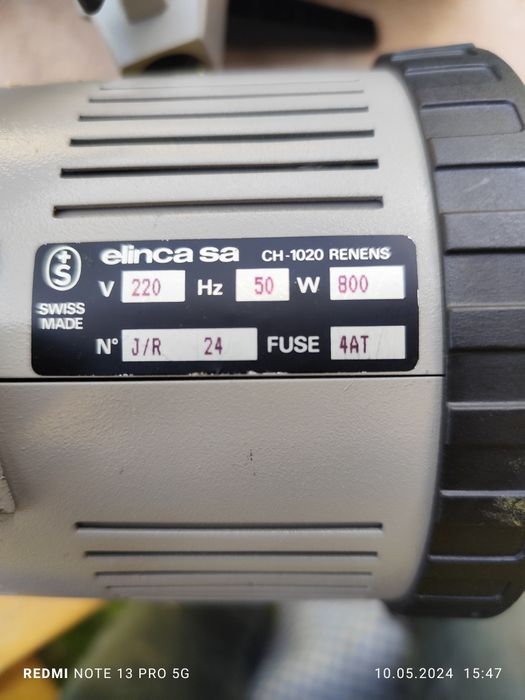 elinca sa CH-1020 RENENS
+
S
SWISS
MADE
V 220 Hz 50 W 800
N° J/R 24 FUSE 4AT
REDMI NOTE 13 PRO 5G 10.05.2024 15:47